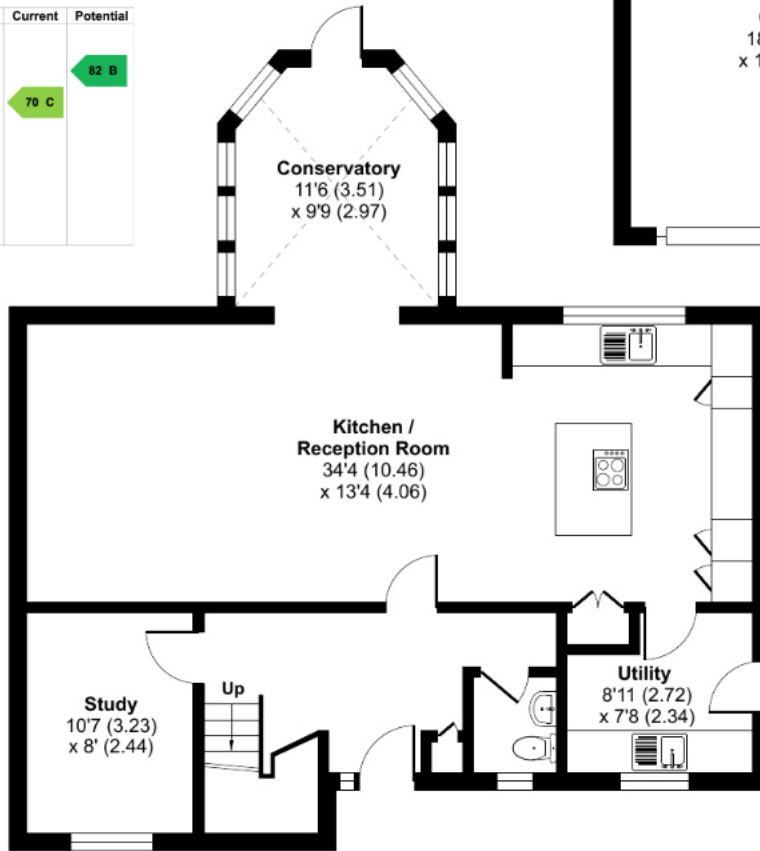 Current Potential
82 B
70 C
Conservatory
11'6 (3.51)
x 9'9 (2.97)
Kitchen /
Reception Room
34'4 (10.46)
x 13'4 (4.06)
Up
Study
10'7 (3.23)
x 8' (2.44)
Utility
8'11 (2.72)
x 7'8 (2.34)